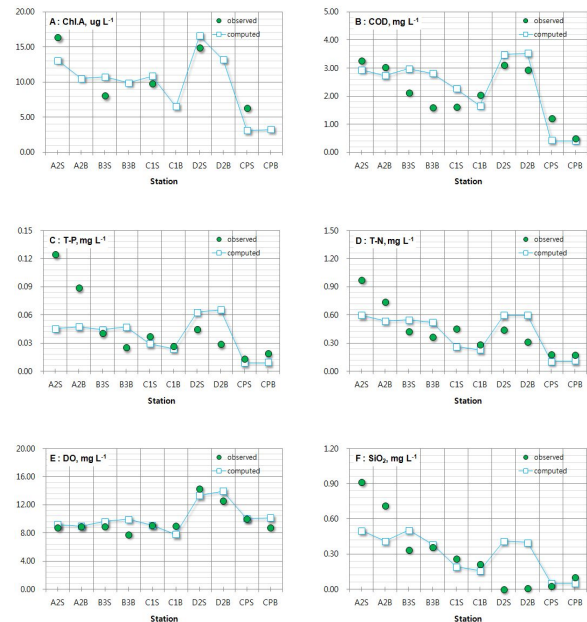 A : Chl.A, ug L-1
observed
computed
20.00
15.00
10.00
5.00
0.00
A2S A2B B3S B3B C1S C1B D2S D2B CPS CPB
Station
B : COD, mg L-1
observed
computed
5.00
4.00
3.00
2.00
1.00
0.00
A2S A2B B3S B3B C1S C1B D2S D2B CPS CPB
Station
C : T-P, mg L-1
observed
computed
0.15
0.12
0.09
0.06
0.03
0.00
A2S A2B B3S B3B C1S C1B D2S D2B CPS CPB
Station
D : T-N, mg L-1
observed
computed
1.50
1.20
0.90
0.60
0.30
0.00
A2S A2B B3S B3B C1S C1B D2S D2B CPS CPB
Station
E : DO, mg L-1
observed
computed
20.00
16.00
12.00
8.00
4.00
0.00
A2S A2B B3S B3B C1S C1B D2S D2B CPS CPB
Station
F : SiO2, mg L-1
observed
computed
1.20
0.90
0.60
0.30
0.00
A2S A2B B3S B3B C1S C1B D2S D2B CPS CPB
Station